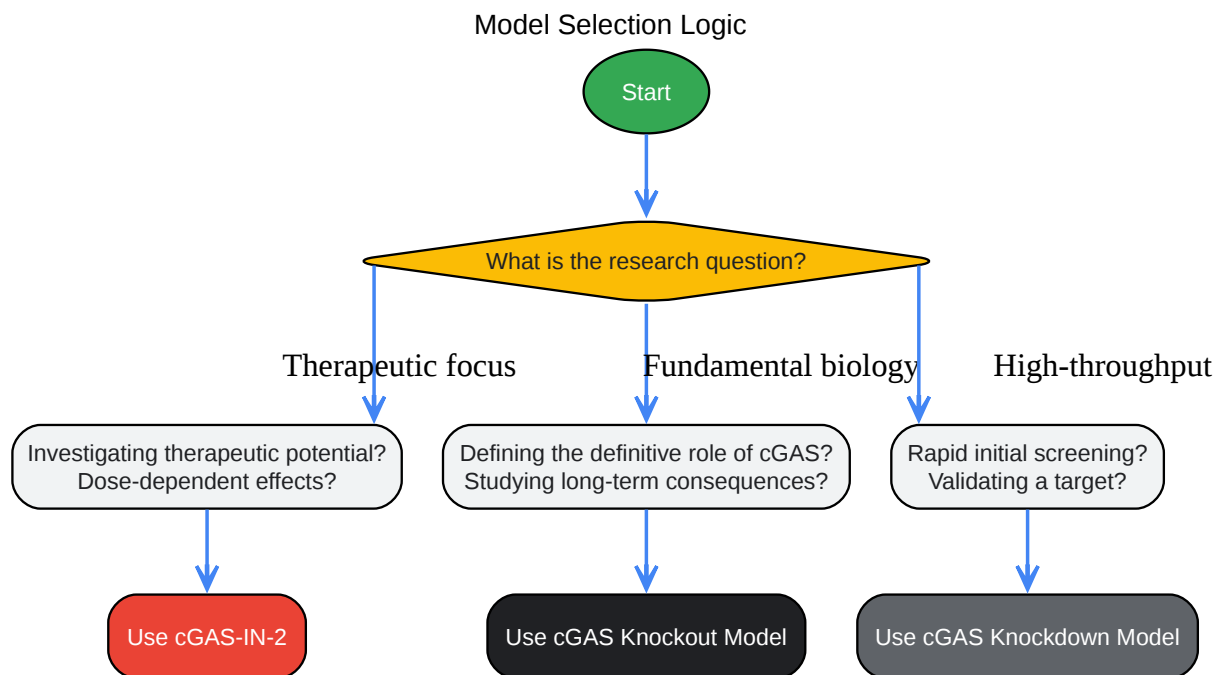 Model Selection Logic
Start
What is the research question?
Therapeutic focus
Fundamental biology
High-throughput
Investigating therapeutic potential?
Dose-dependent effects?
Defining the definitive role of cGAS?
Studying long-term consequences?
Rapid initial screening?
Validating a target?
Use cGAS-IN-2
Use cGAS Knockout Model
Use cGAS Knockdown Model